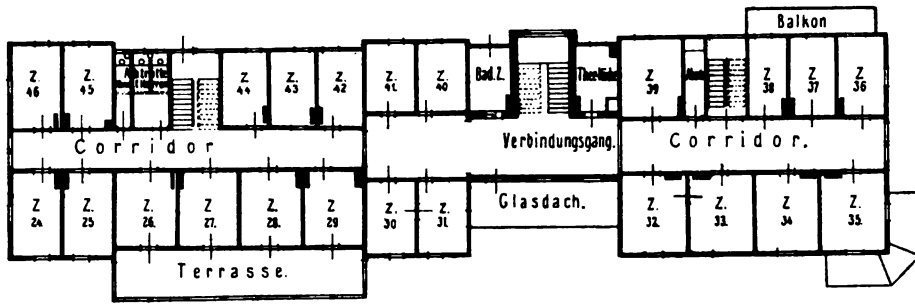 Balkon
Z. 46
Z. 45
Z. 44
Z. 43
Z. 42
Z. 41.
Z. 40
Bad. Z.
Z. 39
Z. 38
Z. 37
Z. 36
Corridor
Verbindungsgang.
Corridor.
Z. 24
Z. 25
Z. 26.
Z. 27.
Z. 28.
Z. 29
Z. 30
Z. 31.
Glasdach.
Z. 32.
Z. 33.
Z 34
Z. 35.
Terrasse.